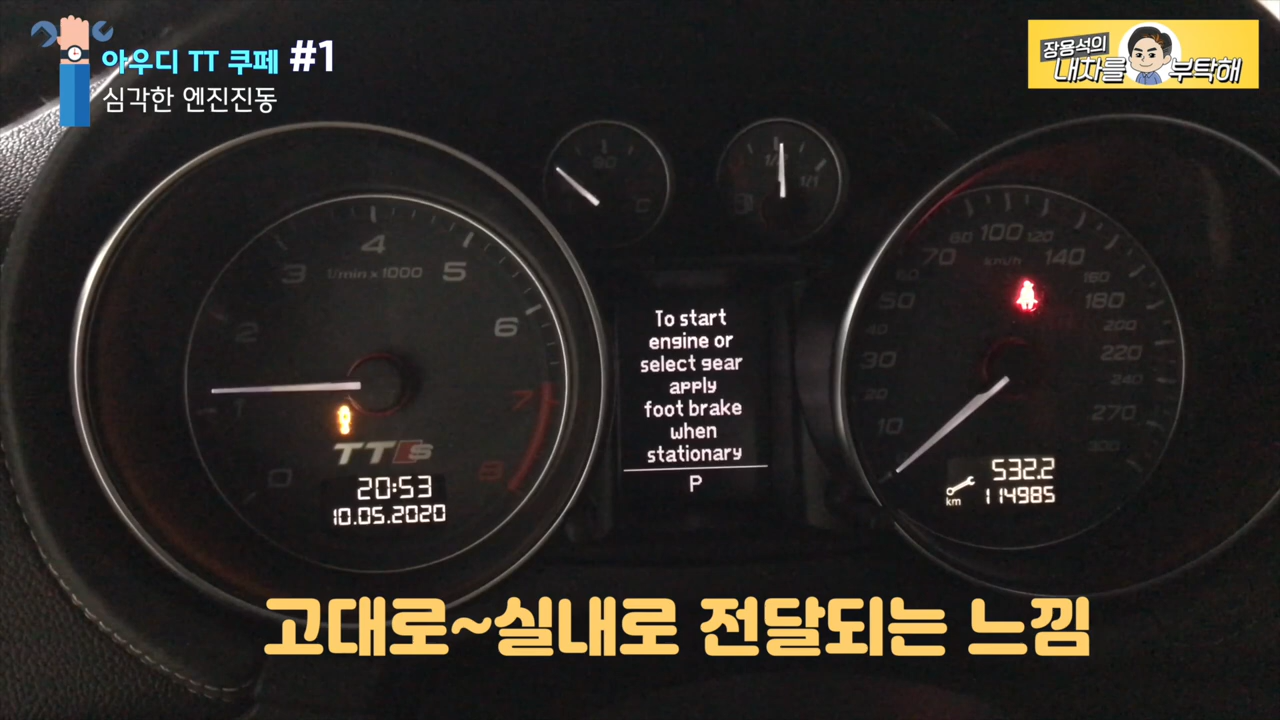 아우디 TT 쿠페 #1
심각한 엔진진동
장용석의
내차를 부탁해
90
C
1/2
1/1
4
3
5
1/min x 1000
2
6
1
7
0
8
TTS
20:53
10.05.2020
To start
engine or
select gear
apply
foot brake
when
stationary
P
80 100 120
70 km/h 140
60 160
50 180
40 200
30 220
20 240
10 270
300
532.2
km 114985
고대로~실내로 전달되는 느낌